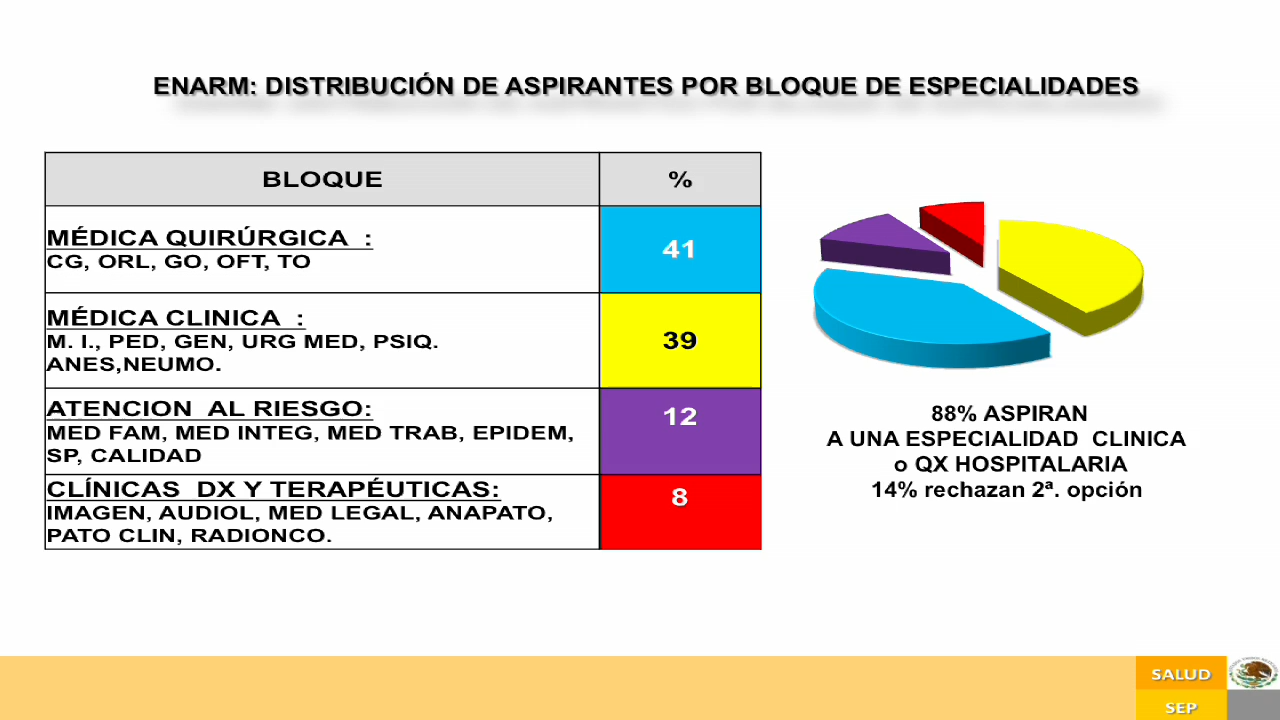 ENARM: DISTRIBUCIÓN DE ASPIRANTES POR BLOQUE DE ESPECIALIDADES
BLOQUE
%
MÉDICA QUIRÚRGICA :
CG, ORL, GO, OFT, TO
41
MÉDICA CLINICA :
M. I., PED, GEN, URG MED, PSIQ.
ANES,NEUMO.
39
ATENCION AL RIESGO:
MED FAM, MED INTEG, MED TRAB, EPIDEM,
SP, CALIDAD
12
CLÍNICAS DX Y TERAPÉUTICAS:
IMAGEN, AUDIOL, MED LEGAL, ANAPATO,
PATO CLIN, RADIONCO.
8
88% ASPIRAN
A UNA ESPECIALIDAD CLINICA
o QX HOSPITALARIA
14% rechazan 2ª. opción
SALUD
SEP